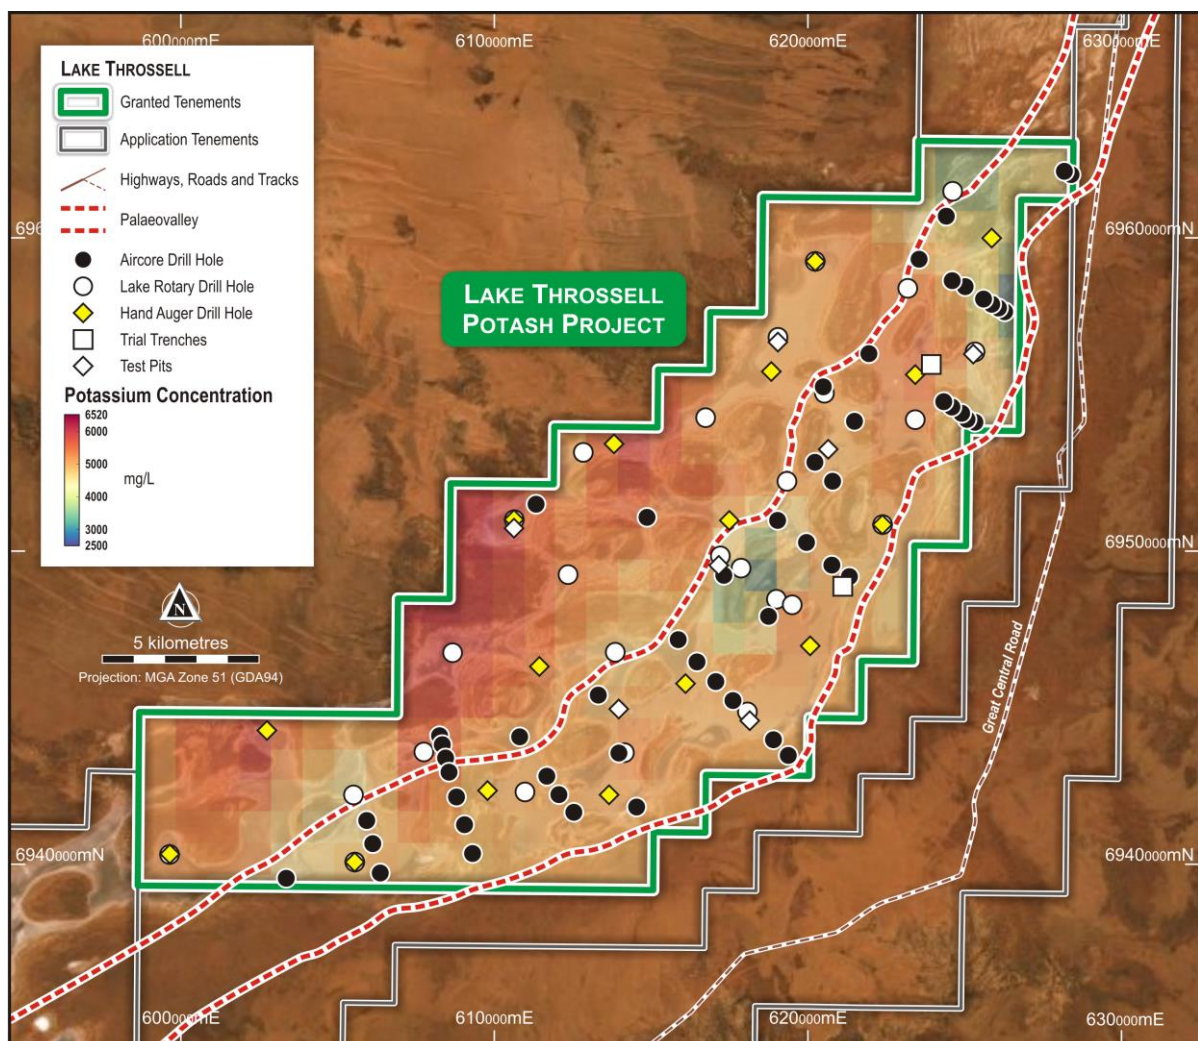 600000mE
610000mE
620000mE
630000mE
LAKE THROSSELL
Granted Tenements
Application Tenements
Highways, Roads and Tracks
Palaeovalley
Aircore Drill Hole
Lake Rotary Drill Hole
Hand Auger Drill Hole
Trial Trenches
Test Pits
Potassium Concentration
6520
6000
5000
4000
3000
2500
mg/L
696
6960000mN
LAKE THROSSELL
POTASH PROJECT
6950000mN
N
5 kilometres
Projection: MGA Zone 51 (GDA94)
Great Central Road
6940000mN
6940000mN
600000mE
610000mE
620000mE
630000mE